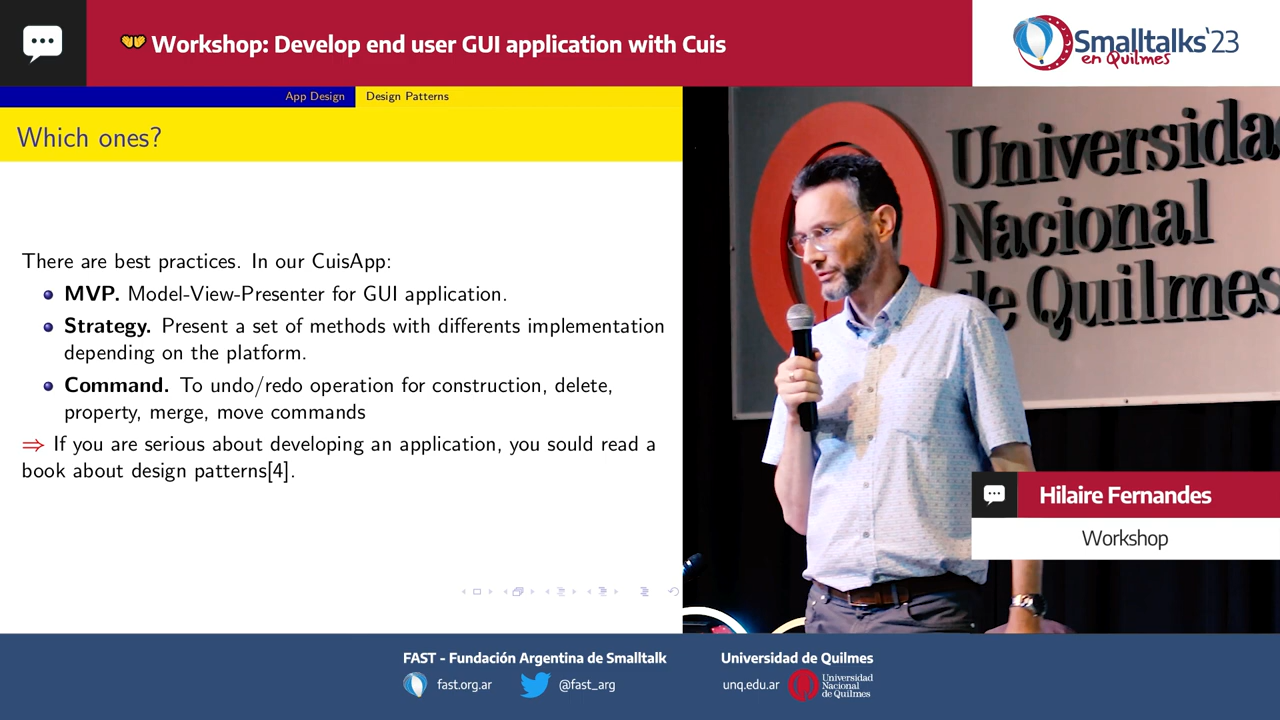 Workshop: Develop end user GUI application with Cuis
Smalltalks'23
en Quilmes
App Design
Design Patterns
Which ones?
There are best practices. In our CuisApp:
MVP. Model-View-Presenter for GUI application.
Strategy. Present a set of methods with differents implementation
depending on the platform.
Command. To undo/redo operation for construction, delete,
property, merge, move commands
⇒ If you are serious about developing an application, you sould read a
book about design patterns[4].
Universida
Nacional
de Quilmes
Hilaire Fernandes
Workshop
FAST - Fundación Argentina de Smalltalk
fast.org.ar
@fast_arg
Universidad de Quilmes
unq.edu.ar
Universidad
Nacional
de Quilmes